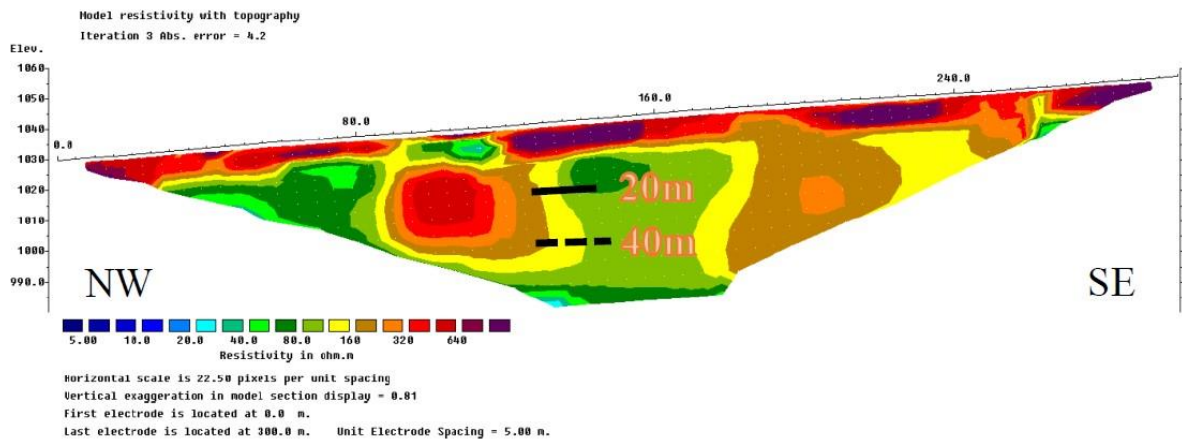 Model resistivity with topography
Iteration 3 Abs. error = 4.2
Elev.
1060
1050
1040
1030
1020
1010
1000
990.0
0.0
80.0
160.0
240.0
20m
40m
NW
SE
5.00 10.0 20.0 40.0 80.0 160 320 640
Resistivity in ohm.m
Horizontal scale is 22.50 pixels per unit spacing
Vertical exaggeration in model section display = 0.81
First electrode is located at 0.0 m.
Last electrode is located at 300.0 m. Unit Electrode Spacing = 5.00 m.